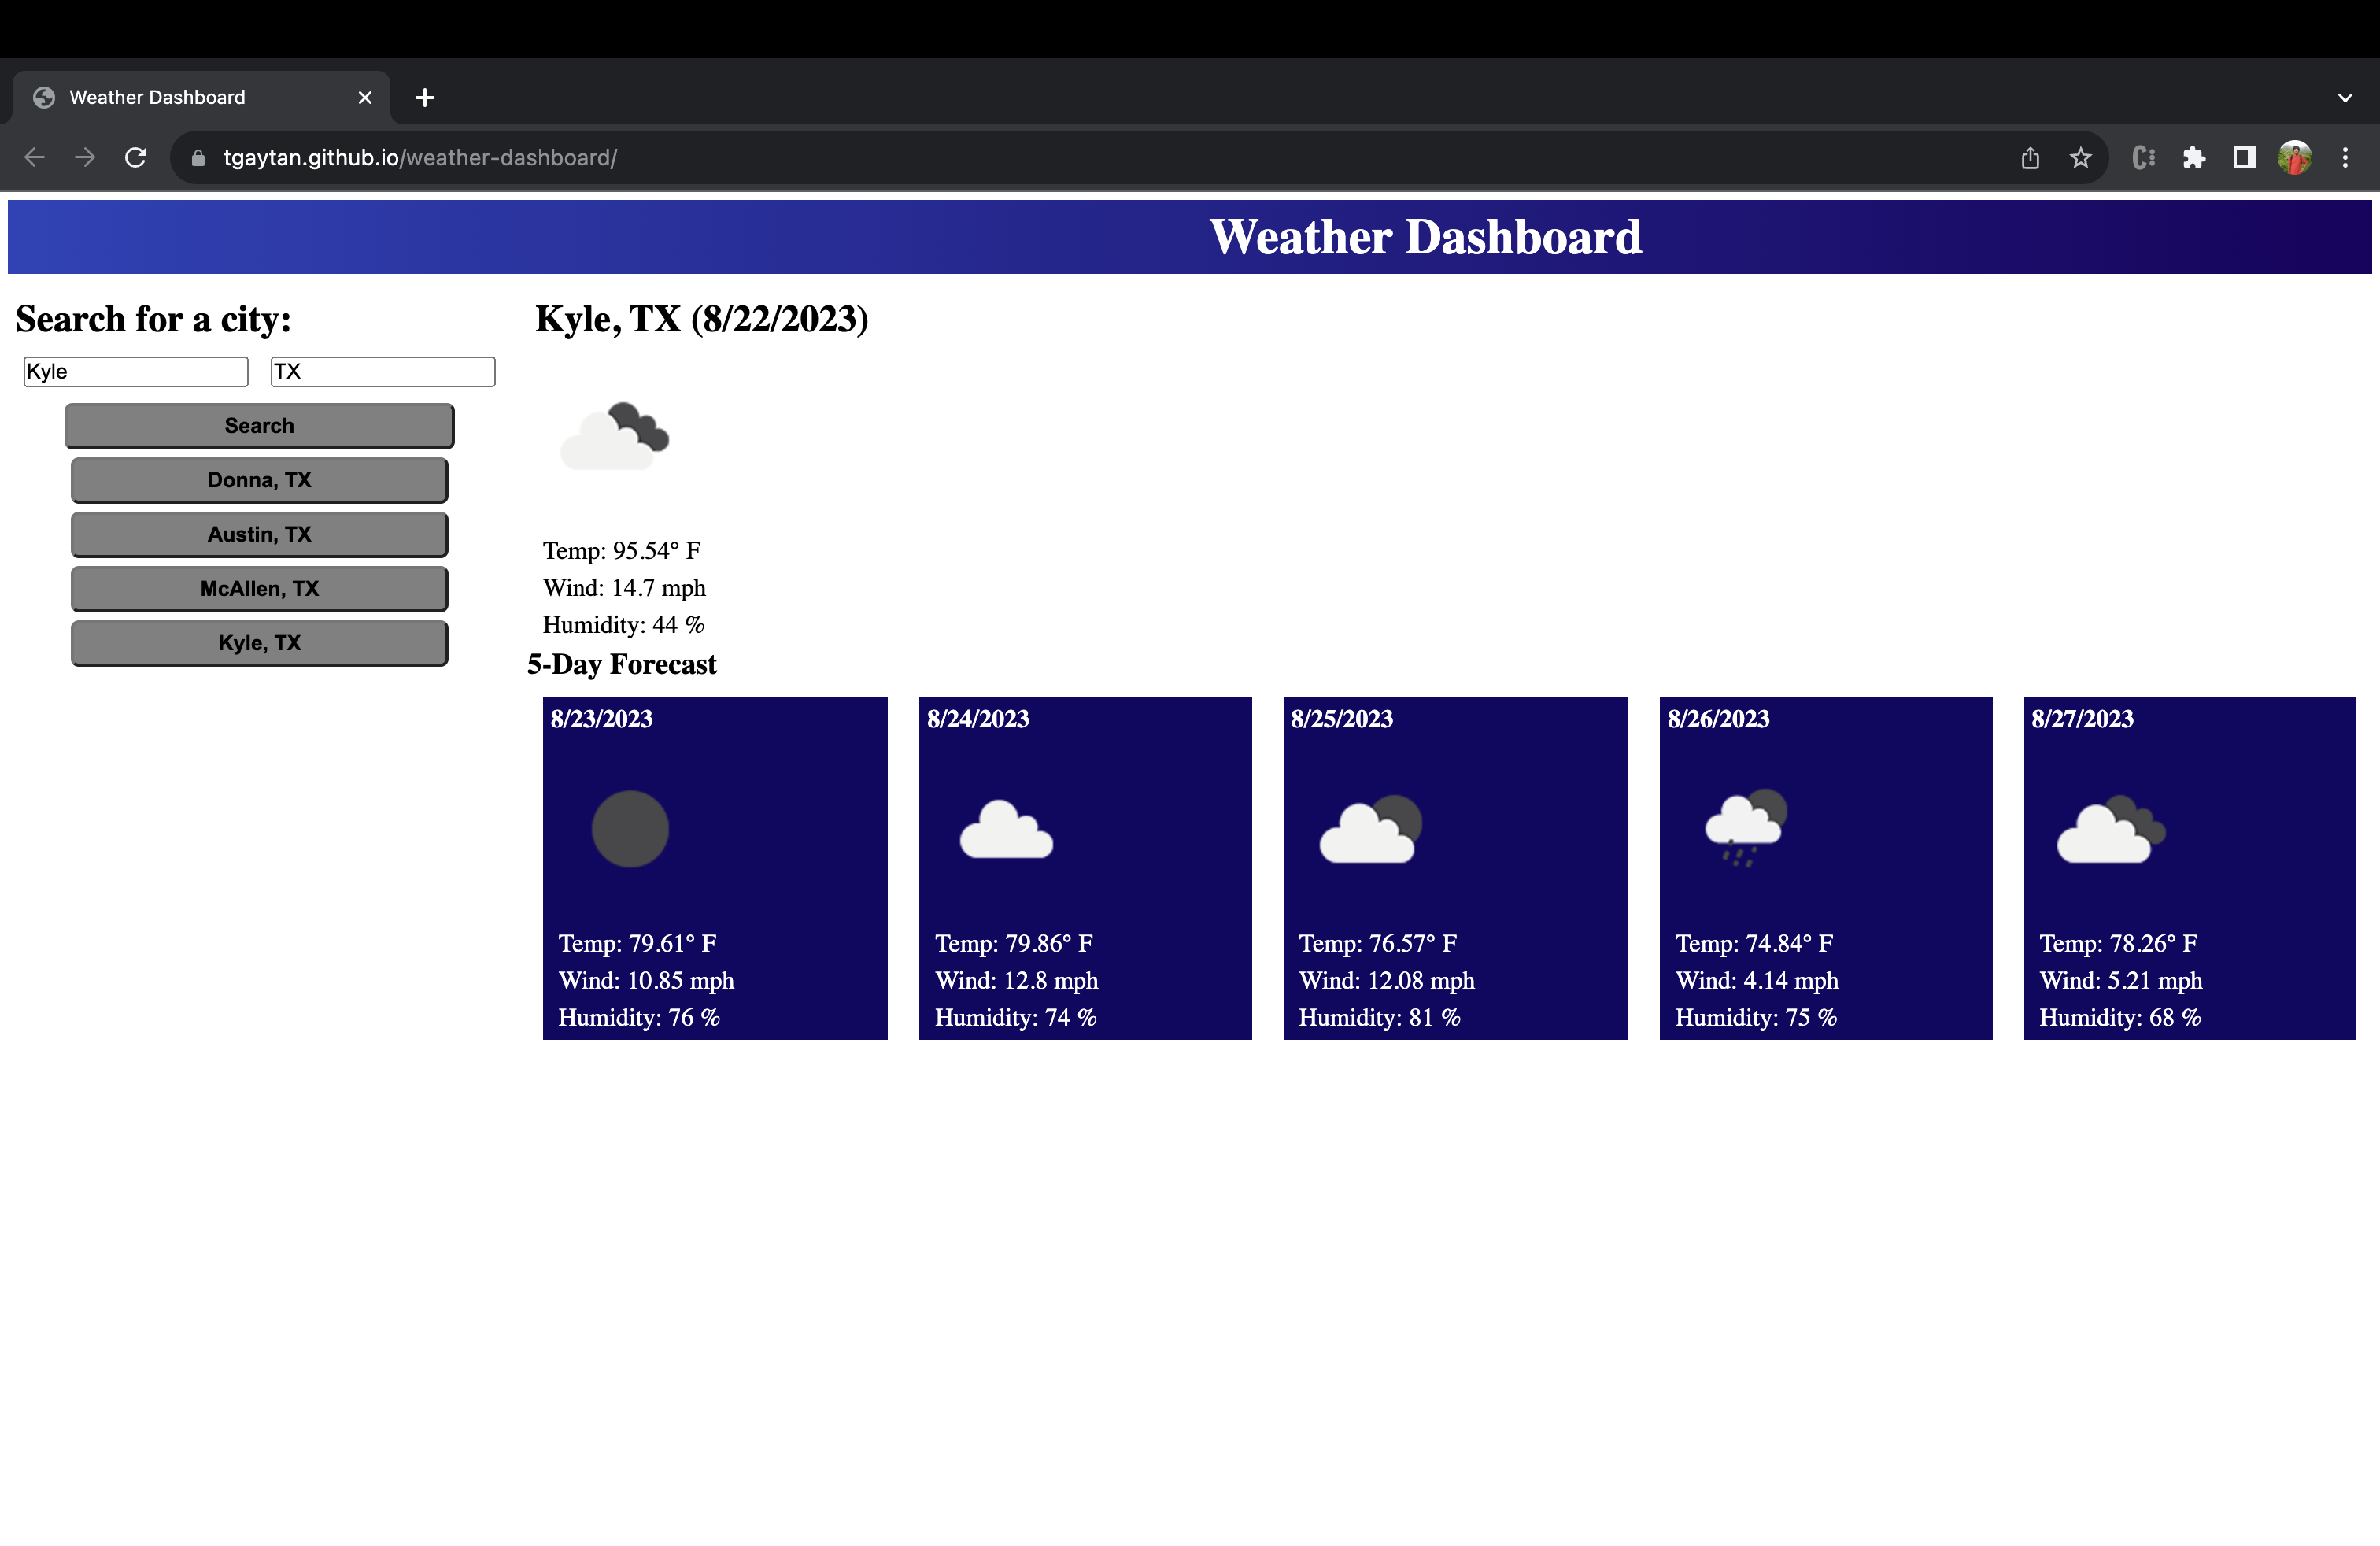 Weather Dashboard
tgaytan.github.io/weather-dashboard/
Weather Dashboard
Search for a city:
Kyle TX
Search
Donna, TX
Austin, TX
McAllen, TX
Kyle, TX
Kyle, TX (8/22/2023)
Temp: 95.54° F
Wind: 14.7 mph
Humidity: 44 %
5-Day Forecast
8/23/2023
Temp: 79.61° F
Wind: 10.85 mph
Humidity: 76 %
8/24/2023
Temp: 79.86° F
Wind: 12.8 mph
Humidity: 74 %
8/25/2023
Temp: 76.57° F
Wind: 12.08 mph
Humidity: 81 %
8/26/2023
Temp: 74.84° F
Wind: 4.14 mph
Humidity: 75 %
8/27/2023
Temp: 78.26° F
Wind: 5.21 mph
Humidity: 68 %